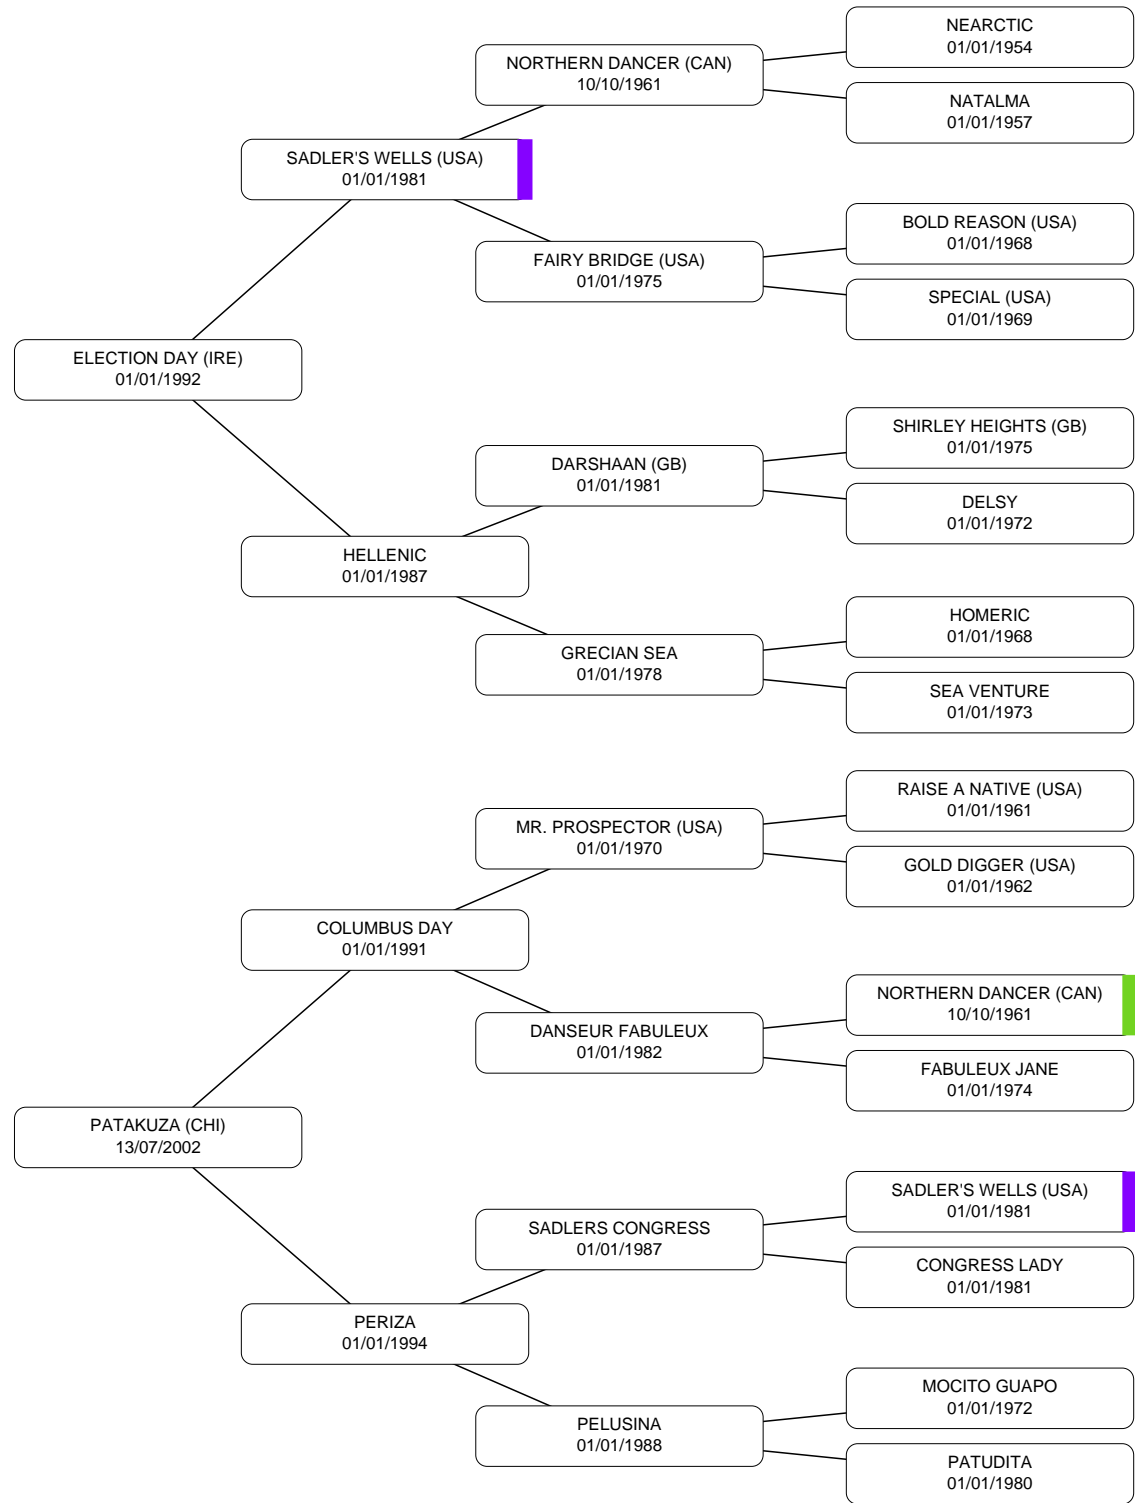 NEARCTIC
01/01/1954
NORTHERN DANCER (CAN)
10/10/1961
NATALMA
01/01/1957
SADLER'S WELLS (USA)
01/01/1981
BOLD REASON (USA)
01/01/1968
FAIRY BRIDGE (USA)
01/01/1975
SPECIAL (USA)
01/01/1969
ELECTION DAY (IRE)
01/01/1992
SHIRLEY HEIGHTS (GB)
01/01/1975
DARSHAAN (GB)
01/01/1981
DELSY
01/01/1972
HELLENIC
01/01/1987
HOMERIC
01/01/1968
GRECIAN SEA
01/01/1978
SEA VENTURE
01/01/1973
RAISE A NATIVE (USA)
01/01/1961
MR. PROSPECTOR (USA)
01/01/1970
GOLD DIGGER (USA)
01/01/1962
COLUMBUS DAY
01/01/1991
NORTHERN DANCER (CAN)
10/10/1961
DANSEUR FABULEUX
01/01/1982
FABULEUX JANE
01/01/1974
PATAKUZA (CHI)
13/07/2002
SADLER'S WELLS (USA)
01/01/1981
SADLERS CONGRESS
01/01/1987
CONGRESS LADY
01/01/1981
PERIZA
01/01/1994
MOCITO GUAPO
01/01/1972
PELUSINA
01/01/1988
PATUDITA
01/01/1980